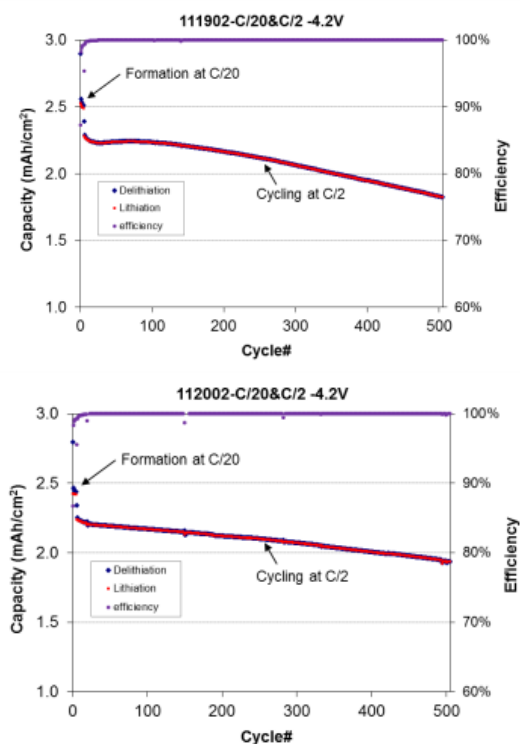 111902-C/20&C/2 -4.2V
3.0
2.5
2.0
1.5
1.0
100%
90%
80%
70%
60%
0
100
200
300
400
500
Capacity (mAh/cm²)
Efficiency
Cycle#
Formation at C/20
Cycling at C/2
Delithiation
Lithiation
efficiency
112002-C/20&C/2 -4.2V
3.0
2.5
2.0
1.5
1.0
100%
90%
80%
70%
60%
0
100
200
300
400
500
Capacity (mAh/cm²)
Efficiency
Cycle#
Formation at C/20
Cycling at C/2
Delithiation
Lithiation
efficiency